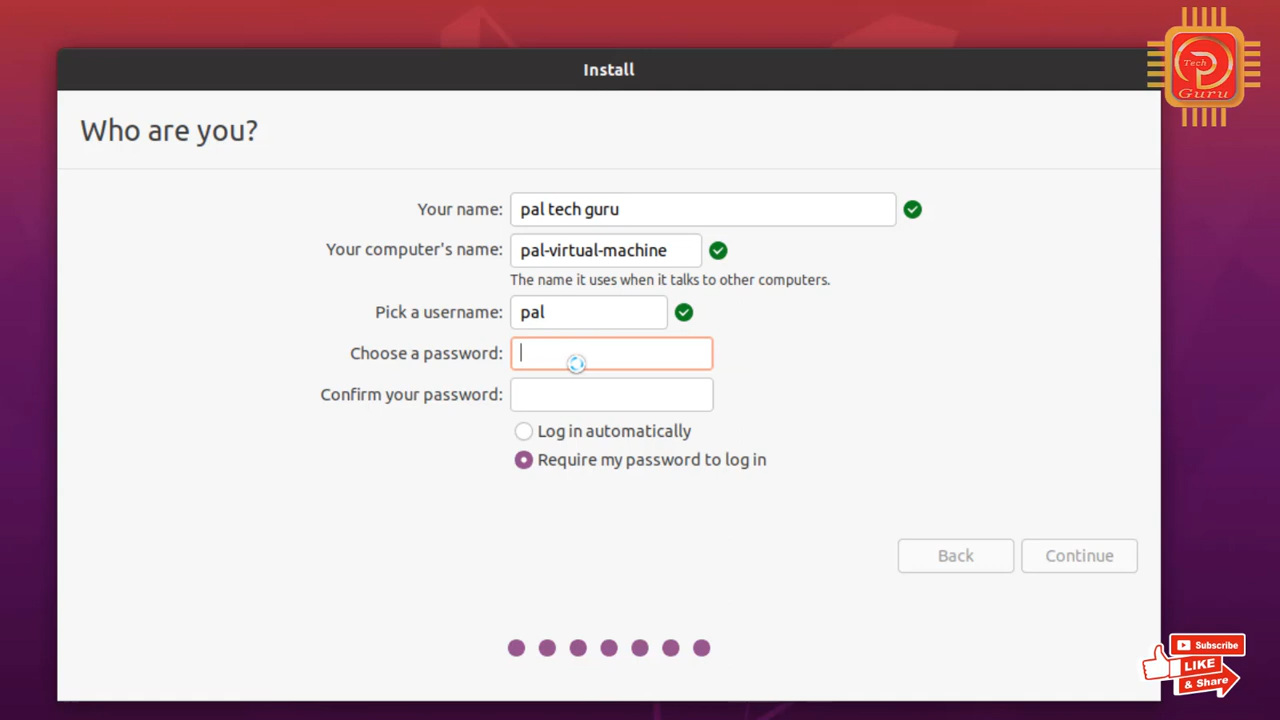 Install
Tech
Guru
Who are you?
Your name: pal tech guru
Your computer's name: pal-virtual-machine
The name it uses when it talks to other computers.
Pick a username: pal
Choose a password:
Confirm your password:
Log in automatically
Require my password to log in
Back Continue
Subscribe
LIKE
& Share